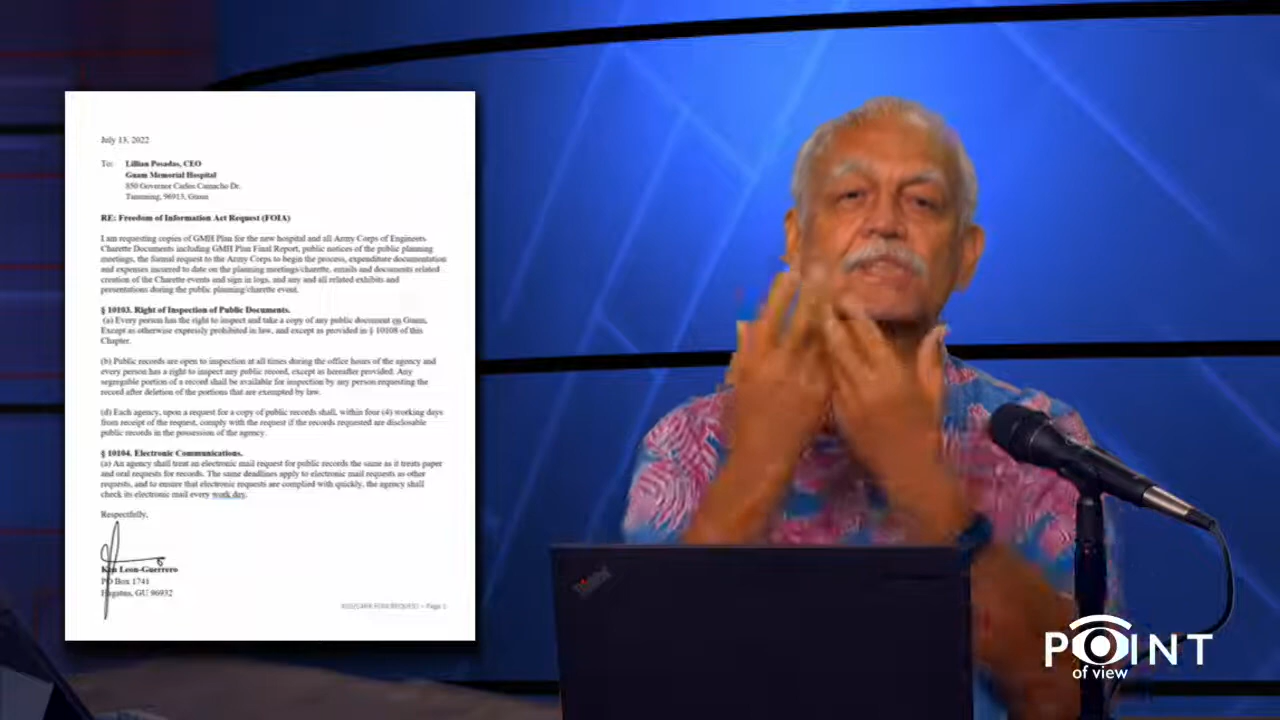 July 13, 2022
To: Lillian Posadas, CEO
Guam Memorial Hospital
850 Governor Carlos Camacho Dr.
Tamuning, 96913, Guam
RE: Freedom of Information Act Request (FOIA)
I am requesting copies of GMH Plan for the new hospital and all Army Corps of Engineers
Charette Documents including GMH Plan Final Report, public notices of the public planning
meetings, the formal request to the Army Corps to begin the process, expenditure documentation
and expenses incurred to date on the planning meetings/charette, emails and documents related
creation of the Charette events and sign in logs, and any and all related exhibits and
presentations during the public planning/charette event.
§ 10103. Right of Inspection of Public Documents.
(a) Every person has the right to inspect and take a copy of any public document on Guam,
Except as otherwise expressly prohibited in law, and except as provided in § 10108 of this
Chapter.
(b) Public records are open to inspection at all times during the office hours of the agency and
every person has a right to inspect any public record, except as hereafter provided. Any
segregable portion of a record shall be available for inspection by any person requesting the
record after deletion of the portions that are exempted by law.
(d) Each agency, upon a request for a copy of public records shall, within four (4) working days
from receipt of the request, comply with the request if the records requested are disclosable
public records in the possession of the agency.
§ 10104. Electronic Communications.
(a) An agency shall treat an electronic mail request for public records the same as it treats paper
and oral requests for records. The same deadlines apply to electronic mail requests as other
requests, and to ensure that electronic requests are complied with quickly, the agency shall
check its electronic mail every work day.
Respectfully,
Ken Leon-Guerrero
PO Box 1741
Hagatna, GU 96932
FOIA REQUEST – Page 1
ThinkPad
POINT
of view